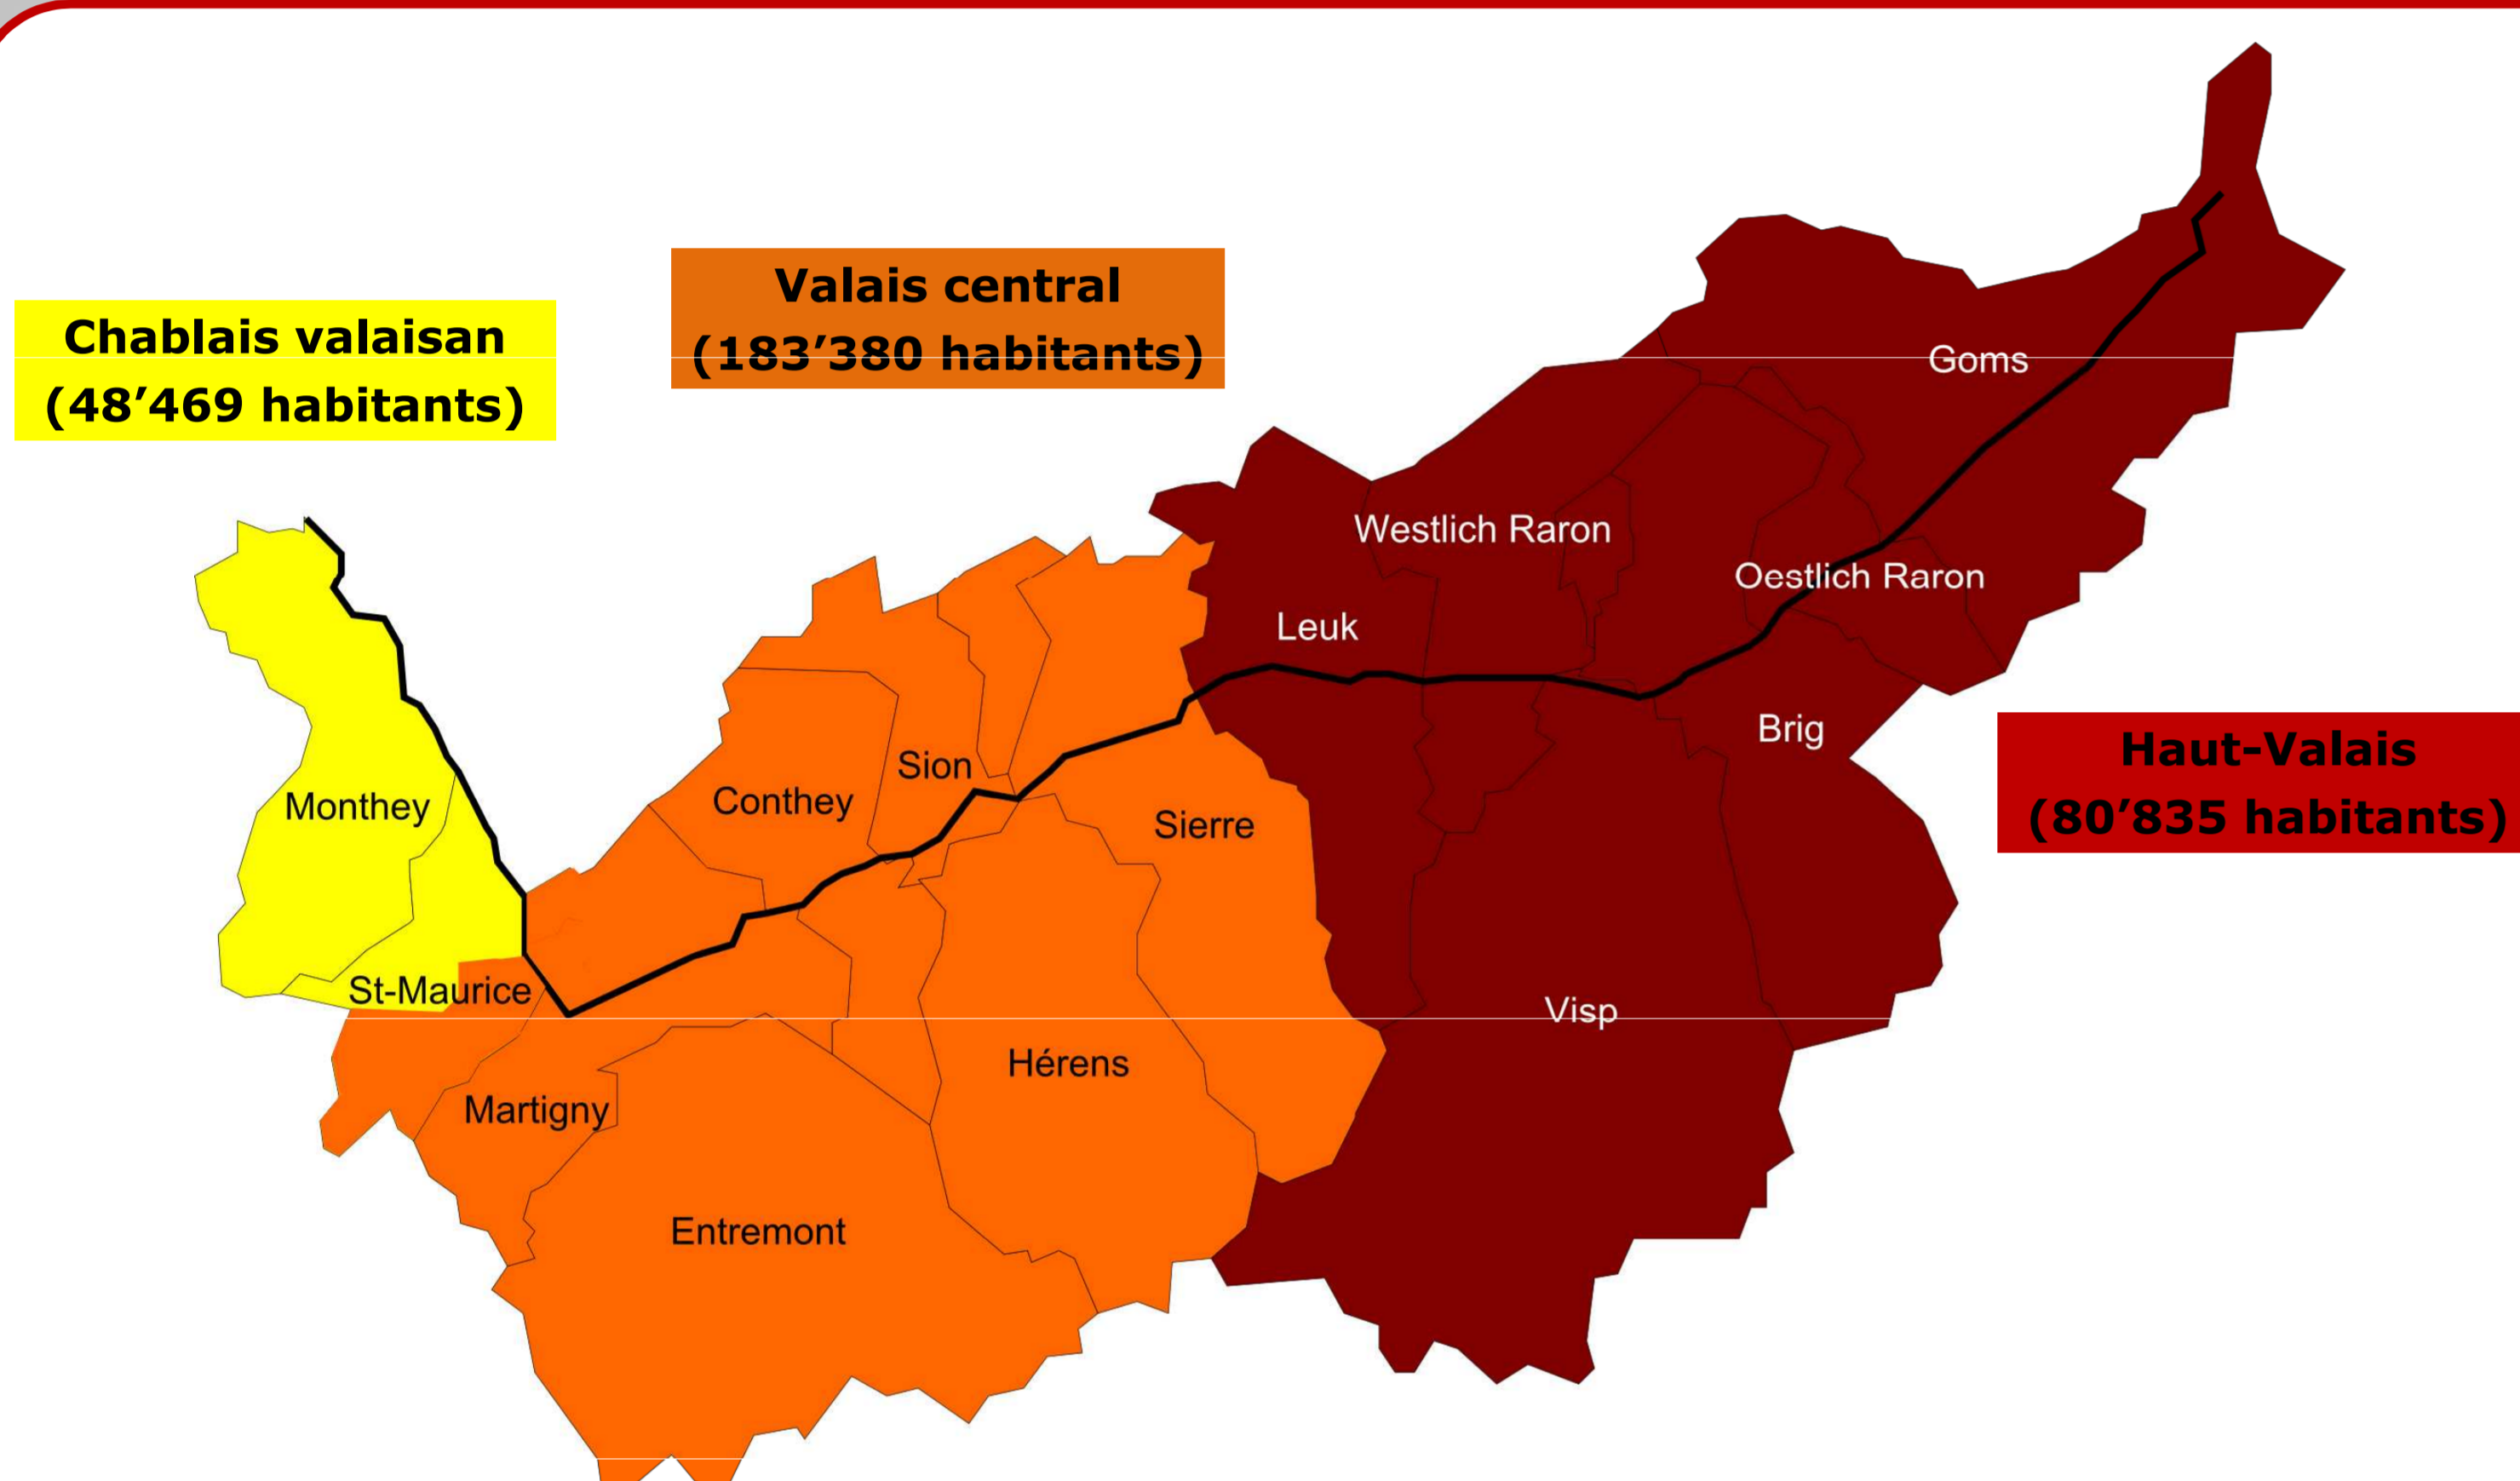 Valais central
(183’380 habitants)
Chablais valaisan
(48’469 habitants)
Goms
Westlich Raron
Oestlich Raron
Leuk
Brig
Haut-Valais
(80’835 habitants)
Sion
Conthey
Monthey
Sierre
St-Maurice
Visp
Hérens
Martigny
Entremont